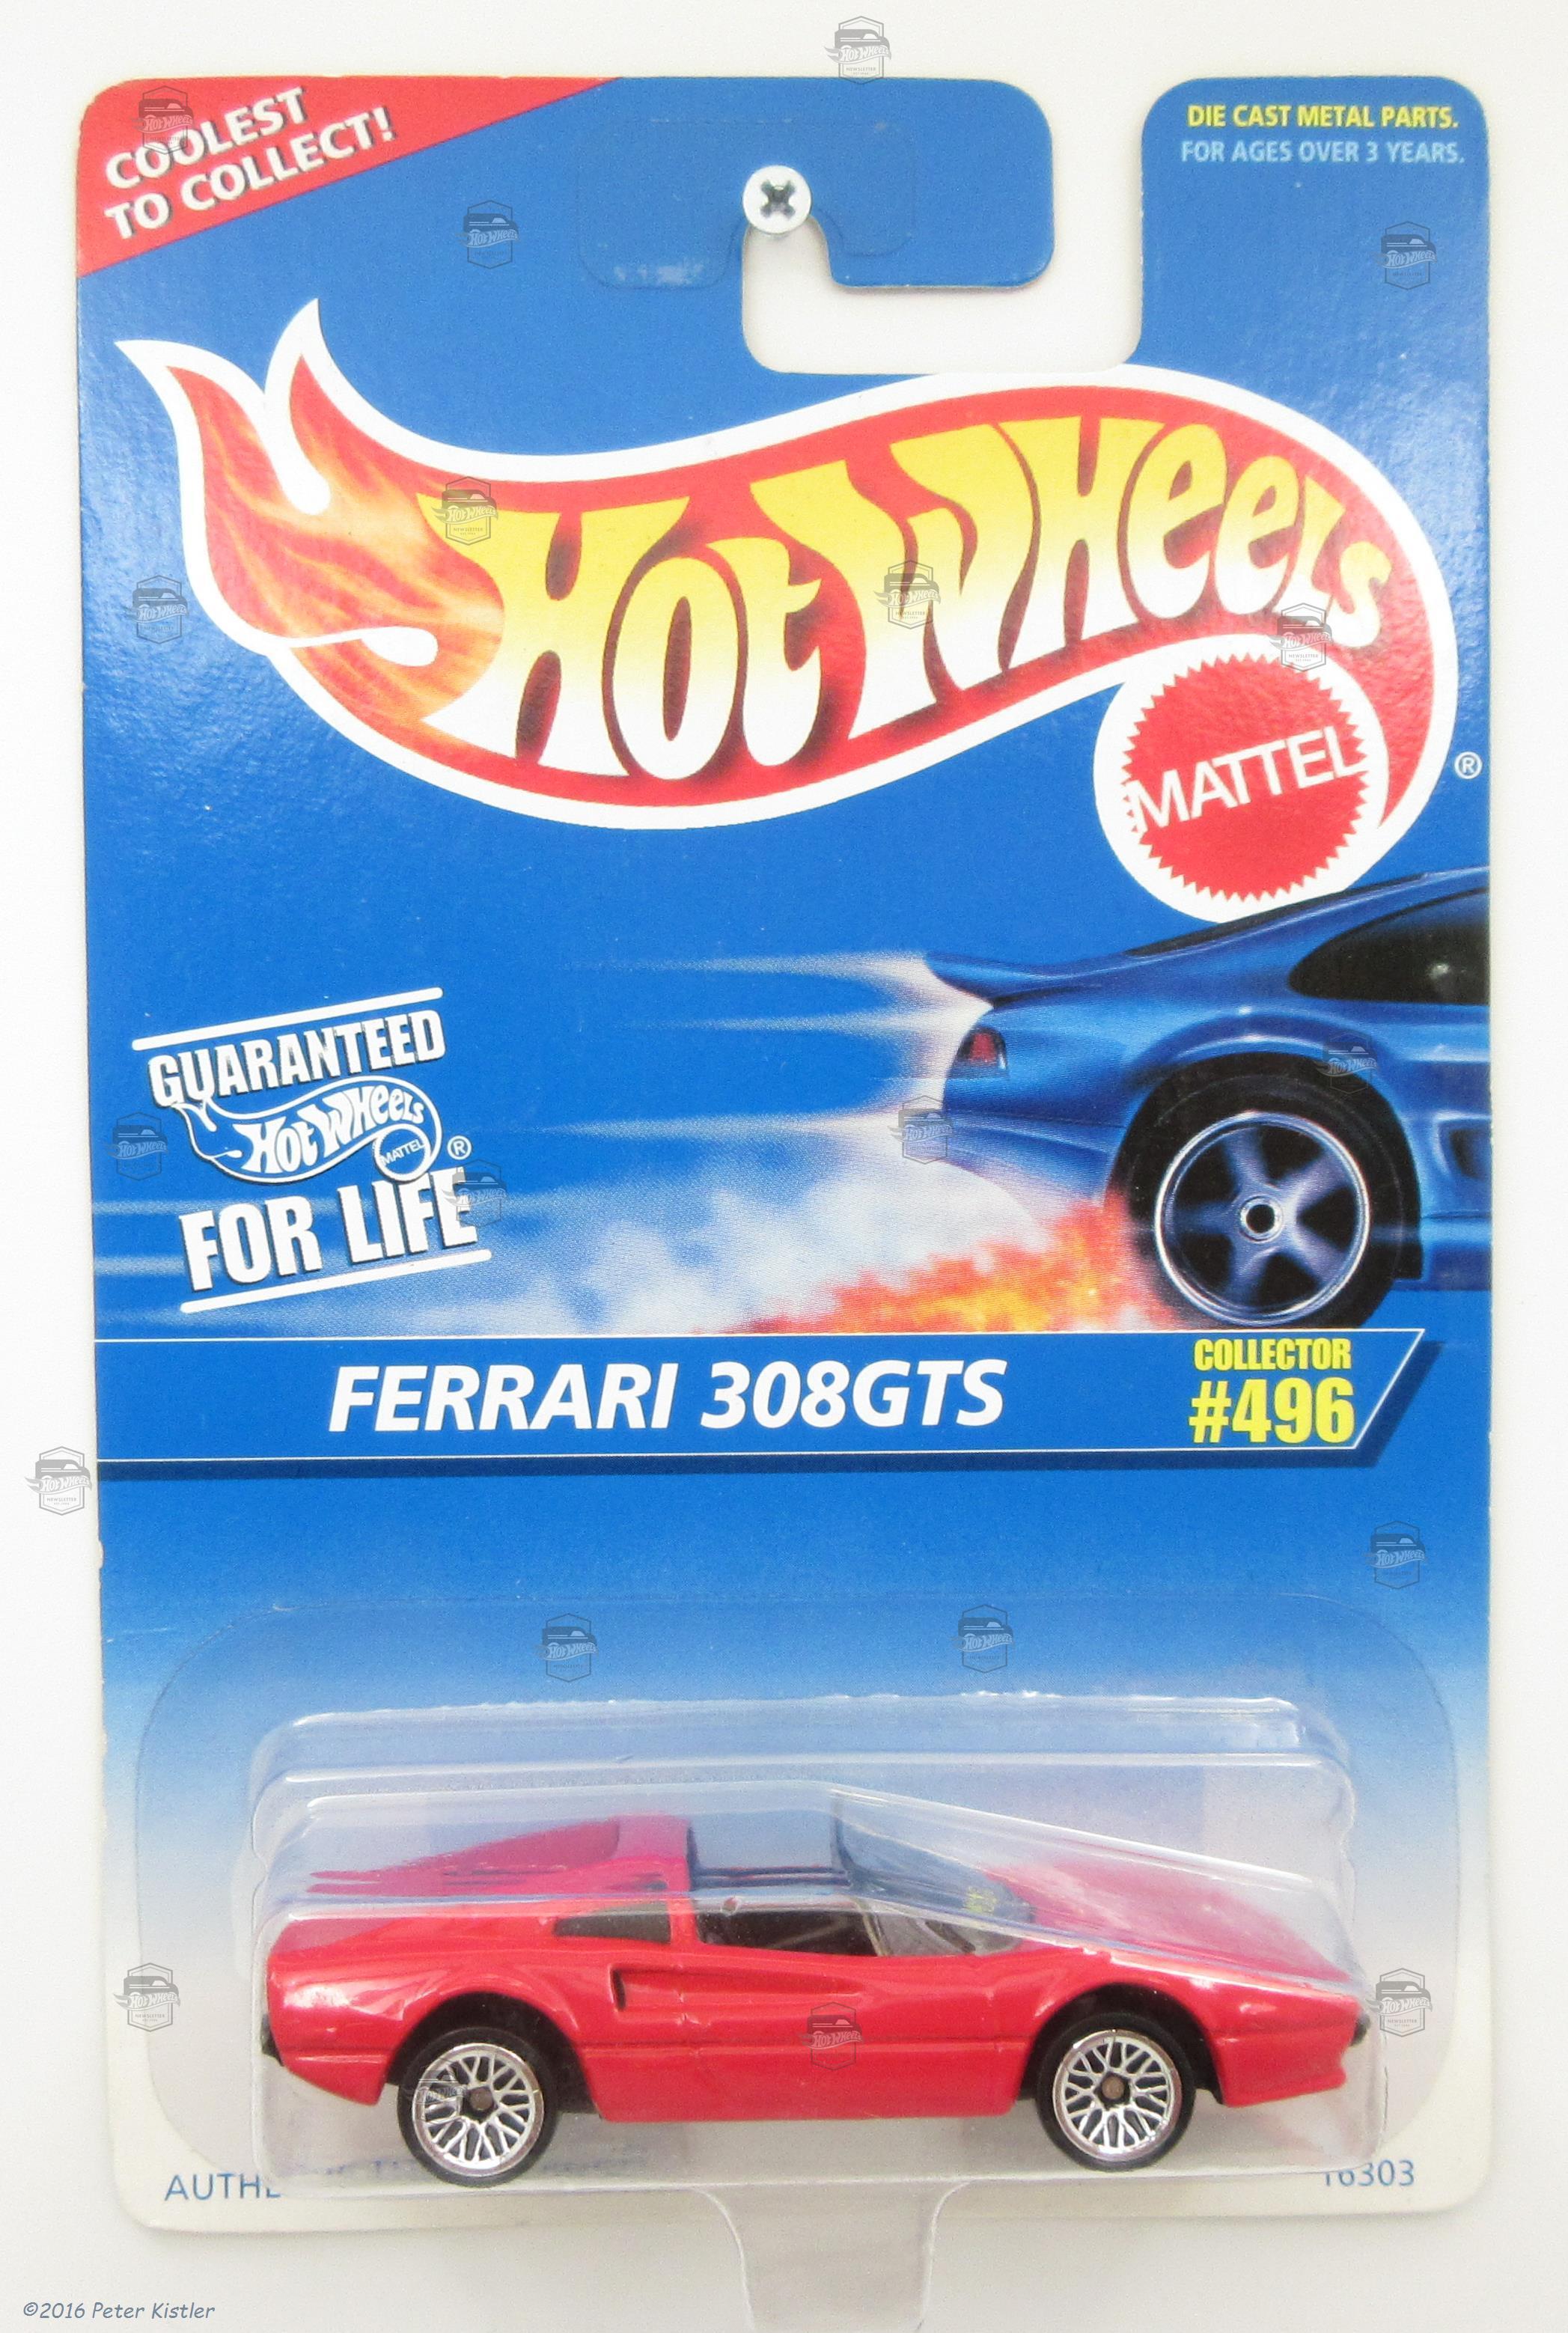 COOLEST
TO COLLECT!
DIE CAST METAL PARTS.
FOR AGES OVER 3 YEARS.
HOT WHEELS
MATTEL
®
GUARANTEED
HOT WHEELS
MATTEL
®
FOR LIFE
FERRARI 308GTS
COLLECTOR
#496
16303
©2016 Peter Kistler